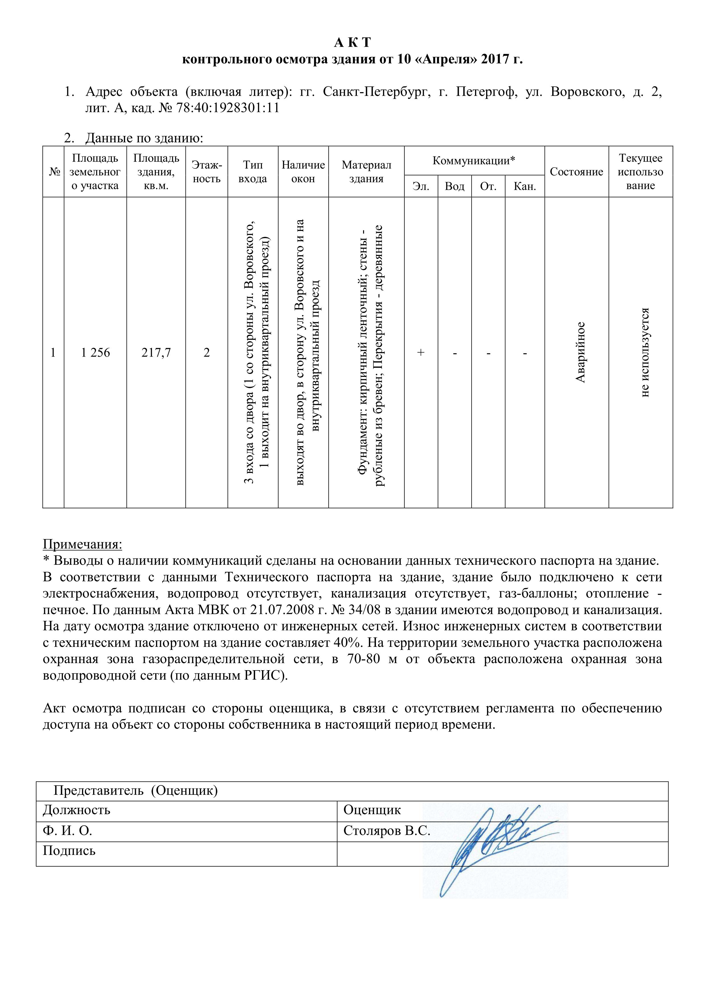 А К Т
контрольного осмотра здания от 10 «Апреля» 2017 г.
1. Адрес объекта (включая литер): гг. Санкт-Петербург, г. Петергоф, ул. Воровского, д. 2,
лит. А, кад. № 78:40:1928301:11
2. Данные по зданию:
№
Площадь
земельног
о участка
Площадь
здания,
кв.м.
Этаж-
ность
Тип
входа
Наличие
окон
Материал
здания
Коммуникации*
Эл.
Вод
От.
Кан.
Состояние
Текущее
использо
вание
1
1 256
217,7
2
3 входа со двора (1 со стороны ул. Воровского,
1 выходит на внутриквартальный проезд)
выходят во двор, в сторону ул. Воровского и на
внутриквартальный проезд
Фундамент: кирпичный ленточный; стены -
рубленые из бревен; Перекрытия - деревянные
+
-
-
-
Аварийное
не используется
Примечания:
* Выводы о наличии коммуникаций сделаны на основании данных технического паспорта на здание.
В соответствии с данными Технического паспорта на здание, здание было подключено к сети
электроснабжения, водопровод отсутствует, канализация отсутствует, газ-баллоны; отопление -
печное. По данным Акта МВК от 21.07.2008 г. № 34/08 в здании имеются водопровод и канализация.
На дату осмотра здание отключено от инженерных сетей. Износ инженерных систем в соответствии
с техническим паспортом на здание составляет 40%. На территории земельного участка расположена
охранная зона газораспределительной сети, в 70-80 м от объекта расположена охранная зона
водопроводной сети (по данным РГИС).
Акт осмотра подписан со стороны оценщика, в связи с отсутствием регламента по обеспечению
доступа на объект со стороны собственника в настоящий период времени.
Представитель (Оценщик)
Должность
Оценщик
Ф. И. О.
Столяров В.С.
Подпись